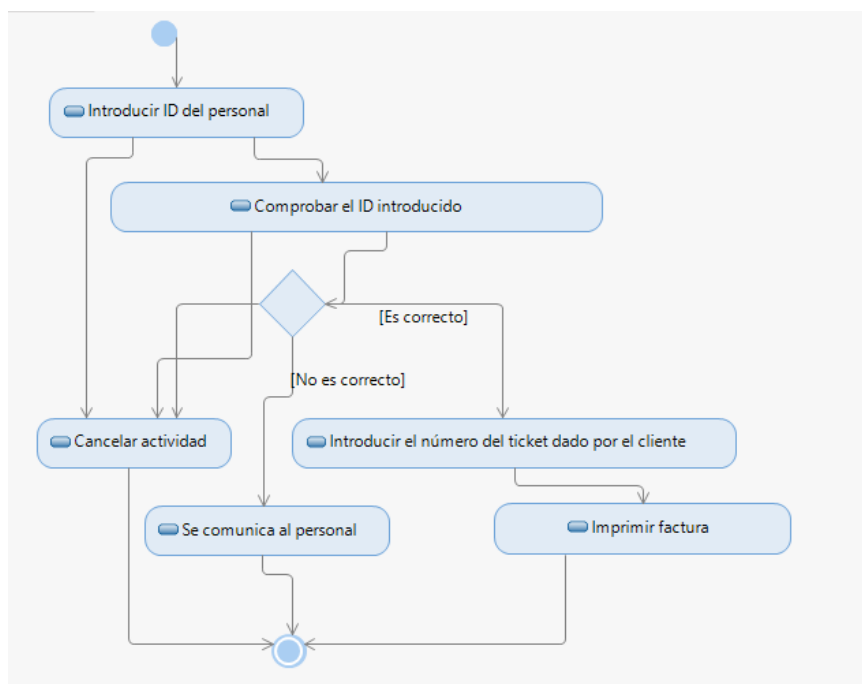 Introducir ID del personal
Comprobar el ID introducido
[Es correcto]
[No es correcto]
Cancelar actividad
Introducir el número del ticket dado por el cliente
Se comunica al personal
Imprimir factura